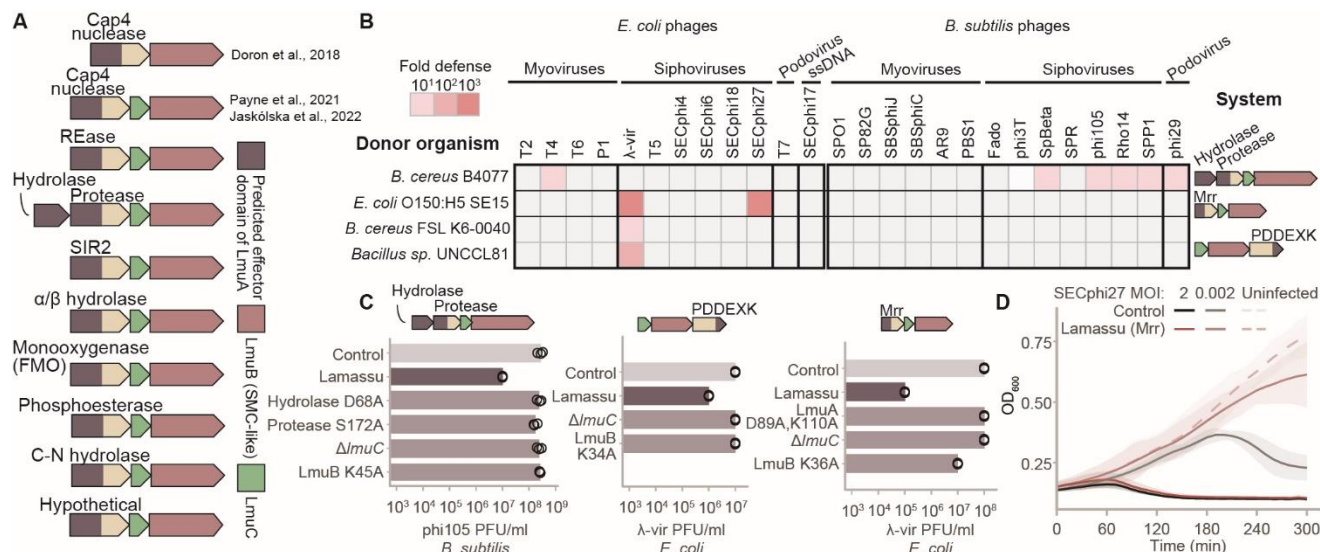 A
Cap4
nuclease
Doron et al., 2018
Cap4
nuclease
Payne et al., 2021
Jaskólska et al., 2022
REase
Hydrolase
Protease
SIR2
α/β hydrolase
Monooxygenase
(FMO)
Phosphoesterase
C-N hydrolase
Hypothetical
Predicted effector
domain of LmuA
LmuB (SMC-like)
LmuC
B
E. coli phages
B. subtilis phages
Fold defense
10¹ 10² 10³
Myoviruses
Siphoviruses
Podovirus
ssDNA
Myoviruses
Siphoviruses
Podovirus
Donor organism
T2
T4
T6
P1
λ-vir
T5
SECphi4
SECphi6
SECphi18
SECphi27
T7
SECphi17
SPO1
SP82G
SBSphiJ
SBSphiC
AR9
PBS1
Fado
phi3T
SpBeta
SPR
phi105
Rho14
SPP1
phi29
System
B. cereus B4077
E. coli O150:H5 SE15
B. cereus FSL K6-0040
Bacillus sp. UNCCL81
Hydrolase
Protease
Mrr
PDDEXK
C
Hydrolase
Protease
Control
Lamassu
Hydrolase D68A
Protease S172A
ΔlmuC
LmuB K45A
10³ 10⁴ 10⁵ 10⁶ 10⁷ 10⁸ 10⁹
phi105 PFU/ml
B. subtilis
PDDEXK
Control
Lamassu
ΔlmuC
LmuB
K34A
10³ 10⁴ 10⁵ 10⁶ 10⁷
λ-vir PFU/ml
E. coli
Mrr
Control
Lamassu
LmuA
D89A,K110A
ΔlmuC
LmuB K36A
10³ 10⁴ 10⁵ 10⁶ 10⁷ 10⁸
λ-vir PFU/ml
E. coli
D
SECphi27 MOI: 2 0.002 Uninfected
Control
Lamassu (Mrr)
OD₆₀₀
0.75
0.50
0.25
0 60 120 180 240 300
Time (min)